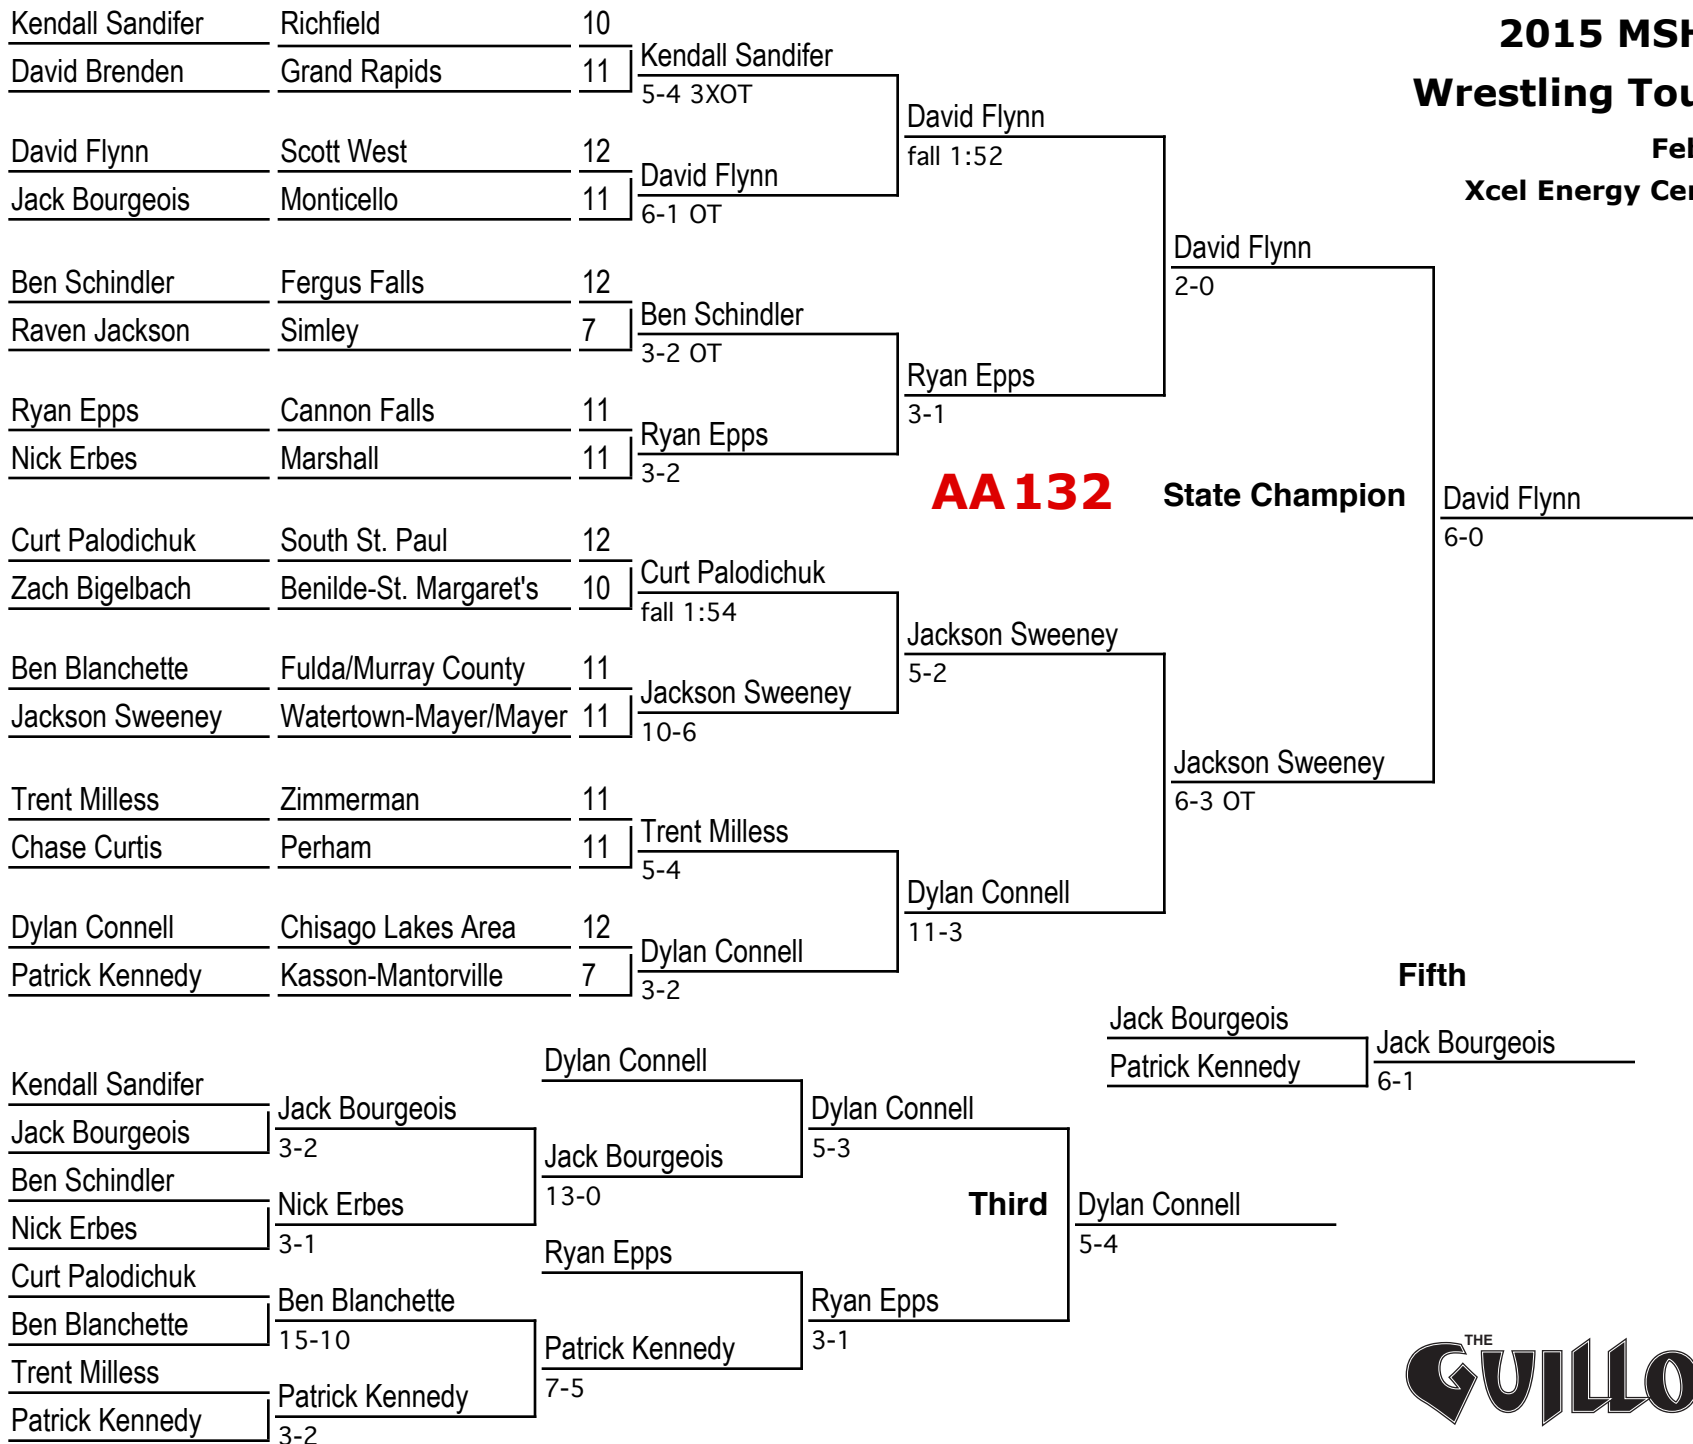 2015 MSH
Wrestling Tou
Feb
Xcel Energy Cen
Kendall Sandifer Richfield 10
David Brenden Grand Rapids 11
Kendall Sandifer
5-4 3XOT
David Flynn Scott West 12
Jack Bourgeois Monticello 11
David Flynn
6-1 OT
David Flynn
fall 1:52
Ben Schindler Fergus Falls 12
Raven Jackson Simley 7
Ben Schindler
3-2 OT
Ryan Epps Cannon Falls 11
Nick Erbes Marshall 11
Ryan Epps
3-2
Ryan Epps
3-1
David Flynn
2-0
AA 132
State Champion
David Flynn
6-0
Curt Palodichuk South St. Paul 12
Zach Bigelbach Benilde-St. Margaret's 10
Curt Palodichuk
fall 1:54
Ben Blanchette Fulda/Murray County 11
Jackson Sweeney Watertown-Mayer/Mayer 11
Jackson Sweeney
10-6
Jackson Sweeney
5-2
Trent Milless Zimmerman 11
Chase Curtis Perham 11
Trent Milless
5-4
Dylan Connell Chisago Lakes Area 12
Patrick Kennedy Kasson-Mantorville 7
Dylan Connell
3-2
Dylan Connell
11-3
Jackson Sweeney
6-3 OT
Fifth
Jack Bourgeois
Patrick Kennedy
Jack Bourgeois
6-1
Kendall Sandifer
Jack Bourgeois
Jack Bourgeois
3-2
Ben Schindler
Nick Erbes
Nick Erbes
3-1
Curt Palodichuk
Ben Blanchette
Ben Blanchette
15-10
Trent Milless
Patrick Kennedy
Patrick Kennedy
3-2
Dylan Connell
Jack Bourgeois
13-0
Dylan Connell
5-3
Ryan Epps
Patrick Kennedy
7-5
Ryan Epps
3-1
Third
Dylan Connell
5-4
THE
GUILLO